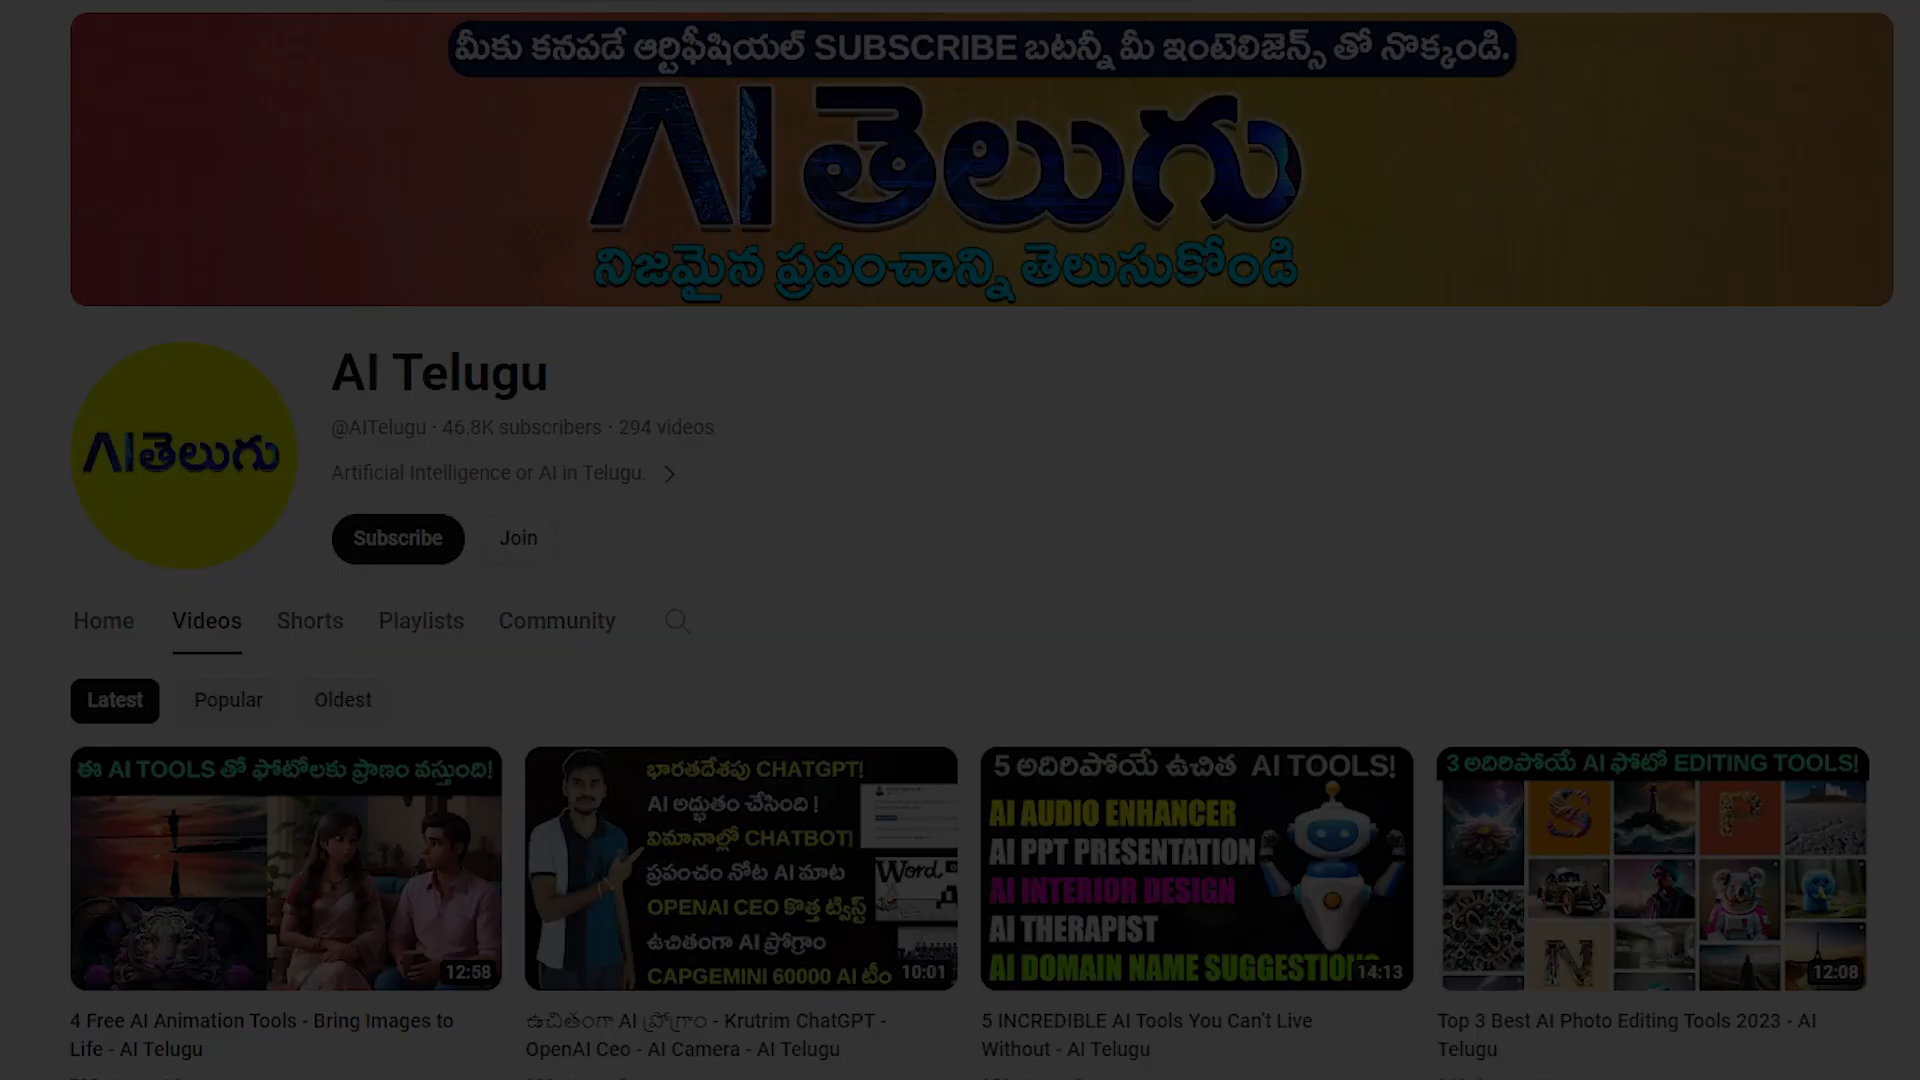 మీకు కనపడే ఆర్టిఫీషియల్ SUBSCRIBE బటన్నీ మీ ఇంటెలిజెన్స్ తో నొక్కండి.
AI తెలుగు
నిజమైన ప్రపంచాన్ని తెలుసుకోండి
AI తెలుగు
AI Telugu
@AITelugu · 46.8K subscribers · 294 videos
Artificial Intelligence or AI in Telugu.
Subscribe Join
Home Videos Shorts Playlists Community
Latest Popular Oldest
ఈ AI TOOLS తో ఫోటోలకు ప్రాణం వస్తుంది!
12:58
భారతదేశపు CHATGPT!
AI అద్భుతం చేసింది !
విమానాల్లో CHATBOT!
ప్రపంచం నోట AI మాట
OPENAI CEO కొత్త ట్విస్ట్
ఉచితంగా AI ప్రోగ్రాం
CAPGEMINI 60000 AI టీం
Word
10:01
5 అదిరిపోయే ఉచిత AI TOOLS!
AI AUDIO ENHANCER
AI PPT PRESENTATION
AI INTERIOR DESIGN
AI THERAPIST
AI DOMAIN NAME SUGGESTIONS
14:13
3 అదిరిపోయే AI ఫోటో EDITING TOOLS!
S
P
N
12:08
4 Free AI Animation Tools - Bring Images to
Life - AI Telugu
ఉచితంగా AI ప్రోగ్రాం - Krutrim ChatGPT -
OpenAI Ceo - AI Camera - AI Telugu
5 INCREDIBLE AI Tools You Can't Live
Without - AI Telugu
Top 3 Best AI Photo Editing Tools 2023 - AI
Telugu